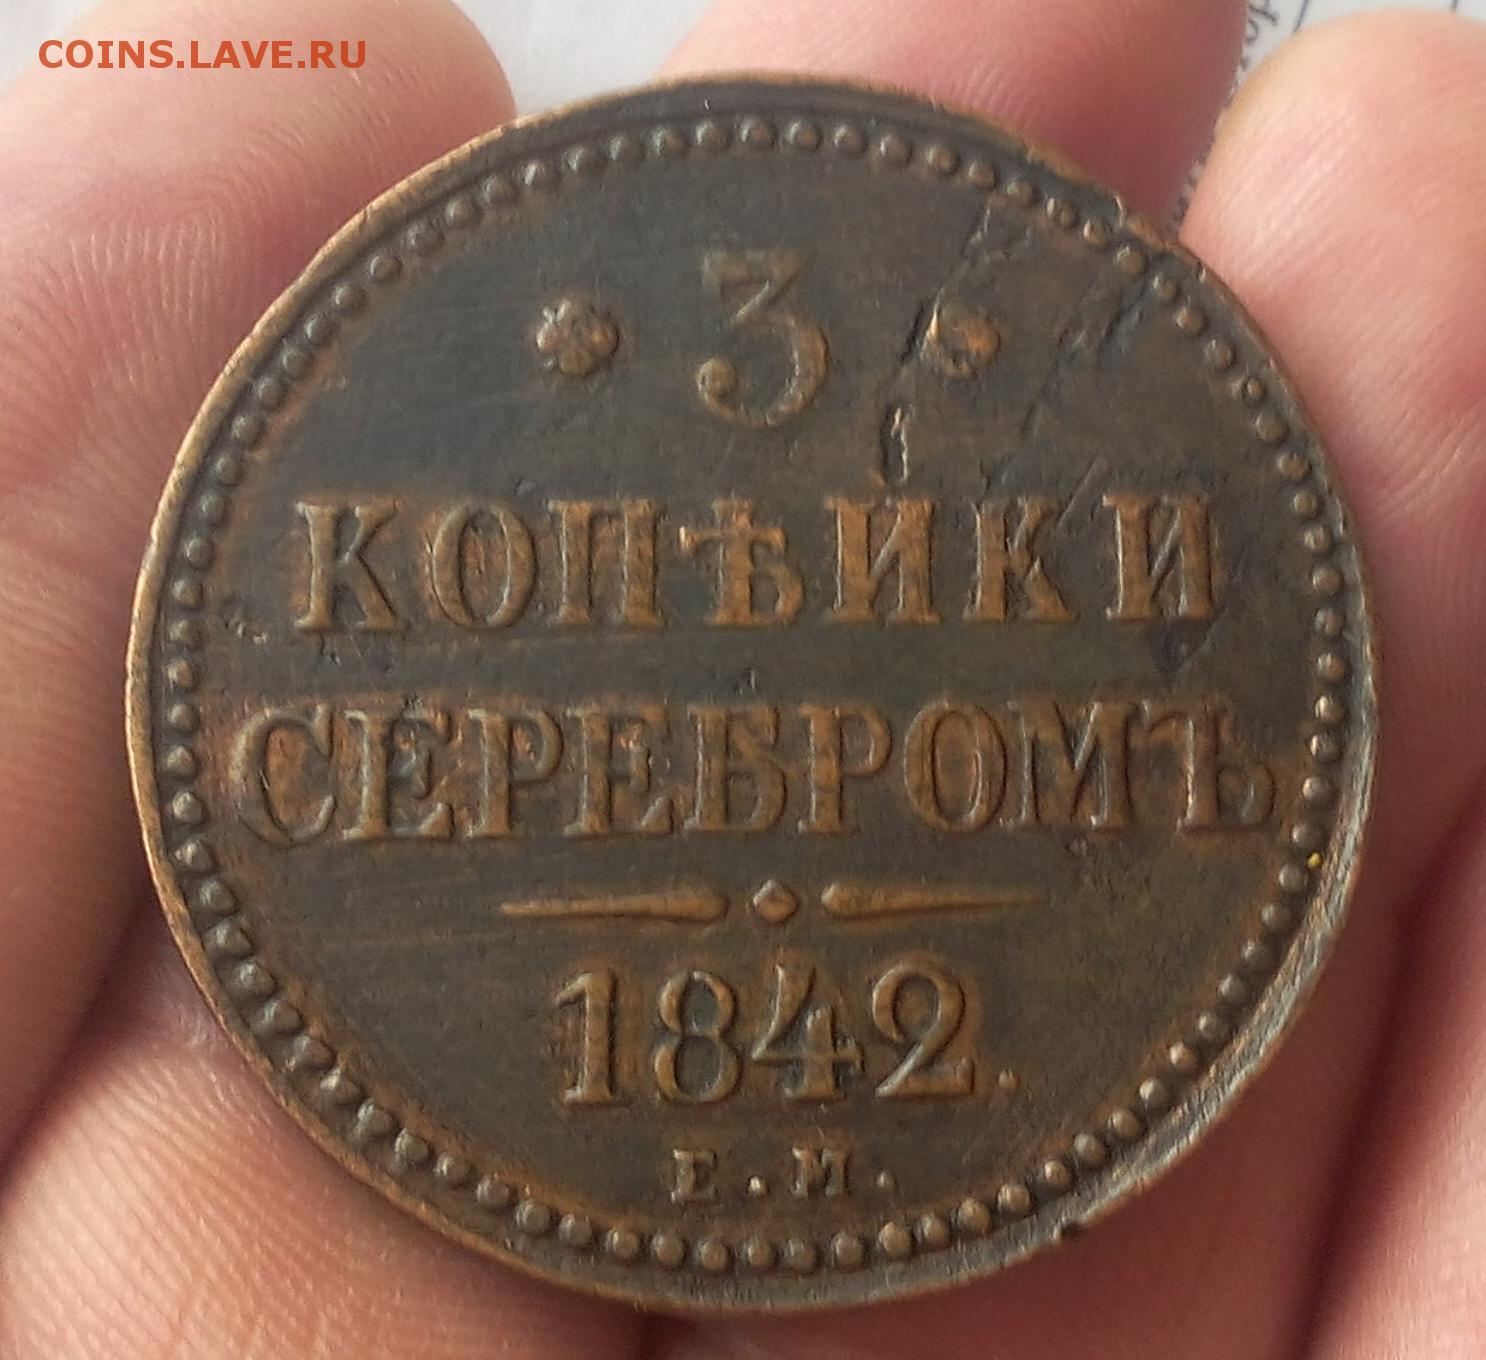 COINS.LAVE.RU
3
КОПѢЙКИ
СЕРЕБРОМЪ
1842.
Е.М.